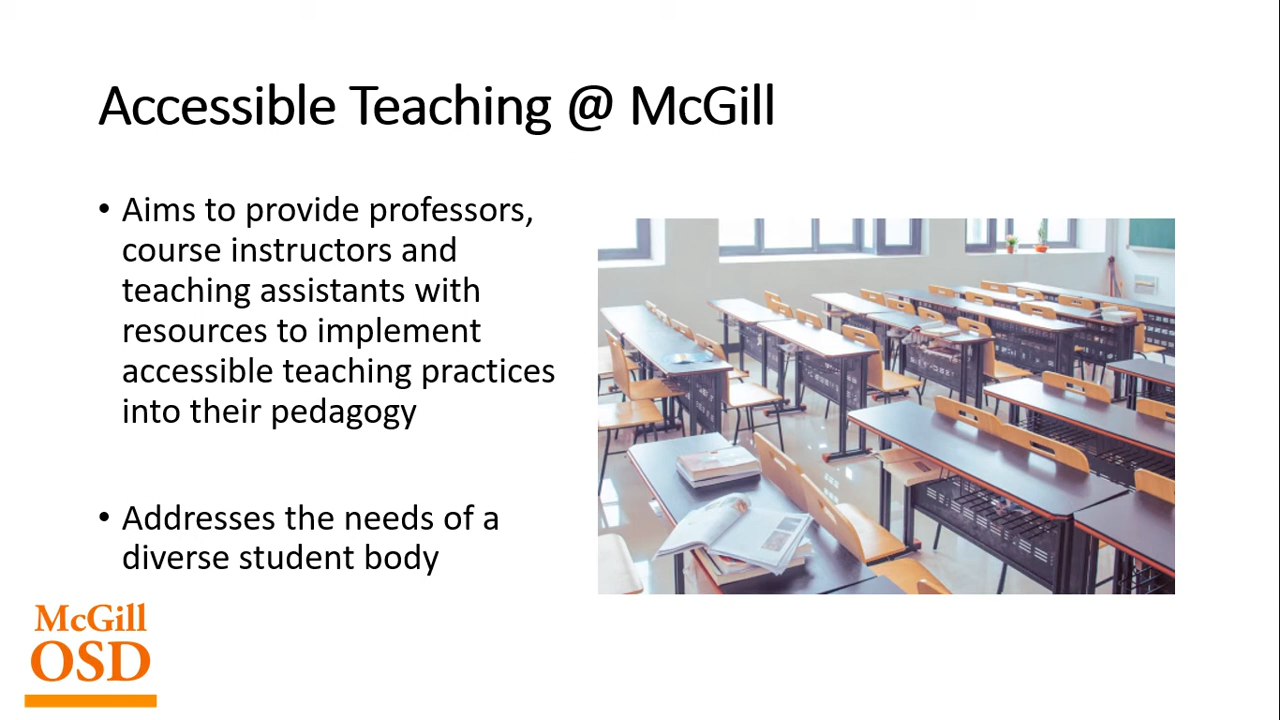 Accessible Teaching @ McGill
• Aims to provide professors,
course instructors and
teaching assistants with
resources to implement
accessible teaching practices
into their pedagogy
• Addresses the needs of a
diverse student body
McGill
OSD